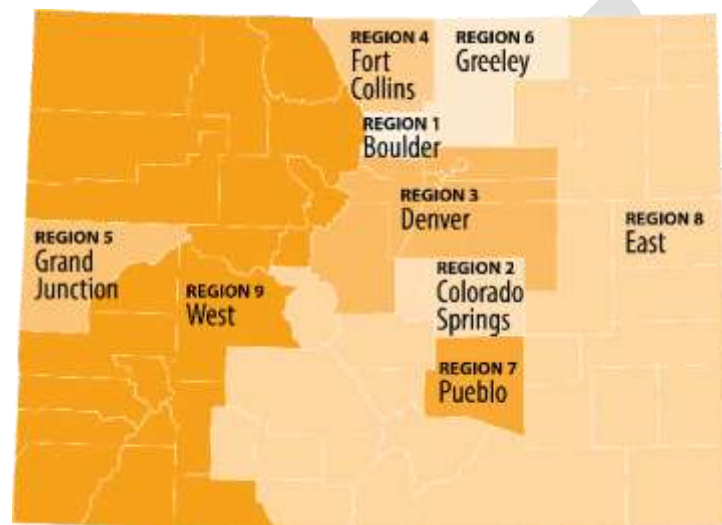 REGION 4
Fort
Collins
REGION 6
Greeley
REGION 1
Boulder
REGION 3
Denver
REGION 8
East
REGION 5
Grand
Junction
REGION 9
West
REGION 2
Colorado
Springs
REGION 7
Pueblo